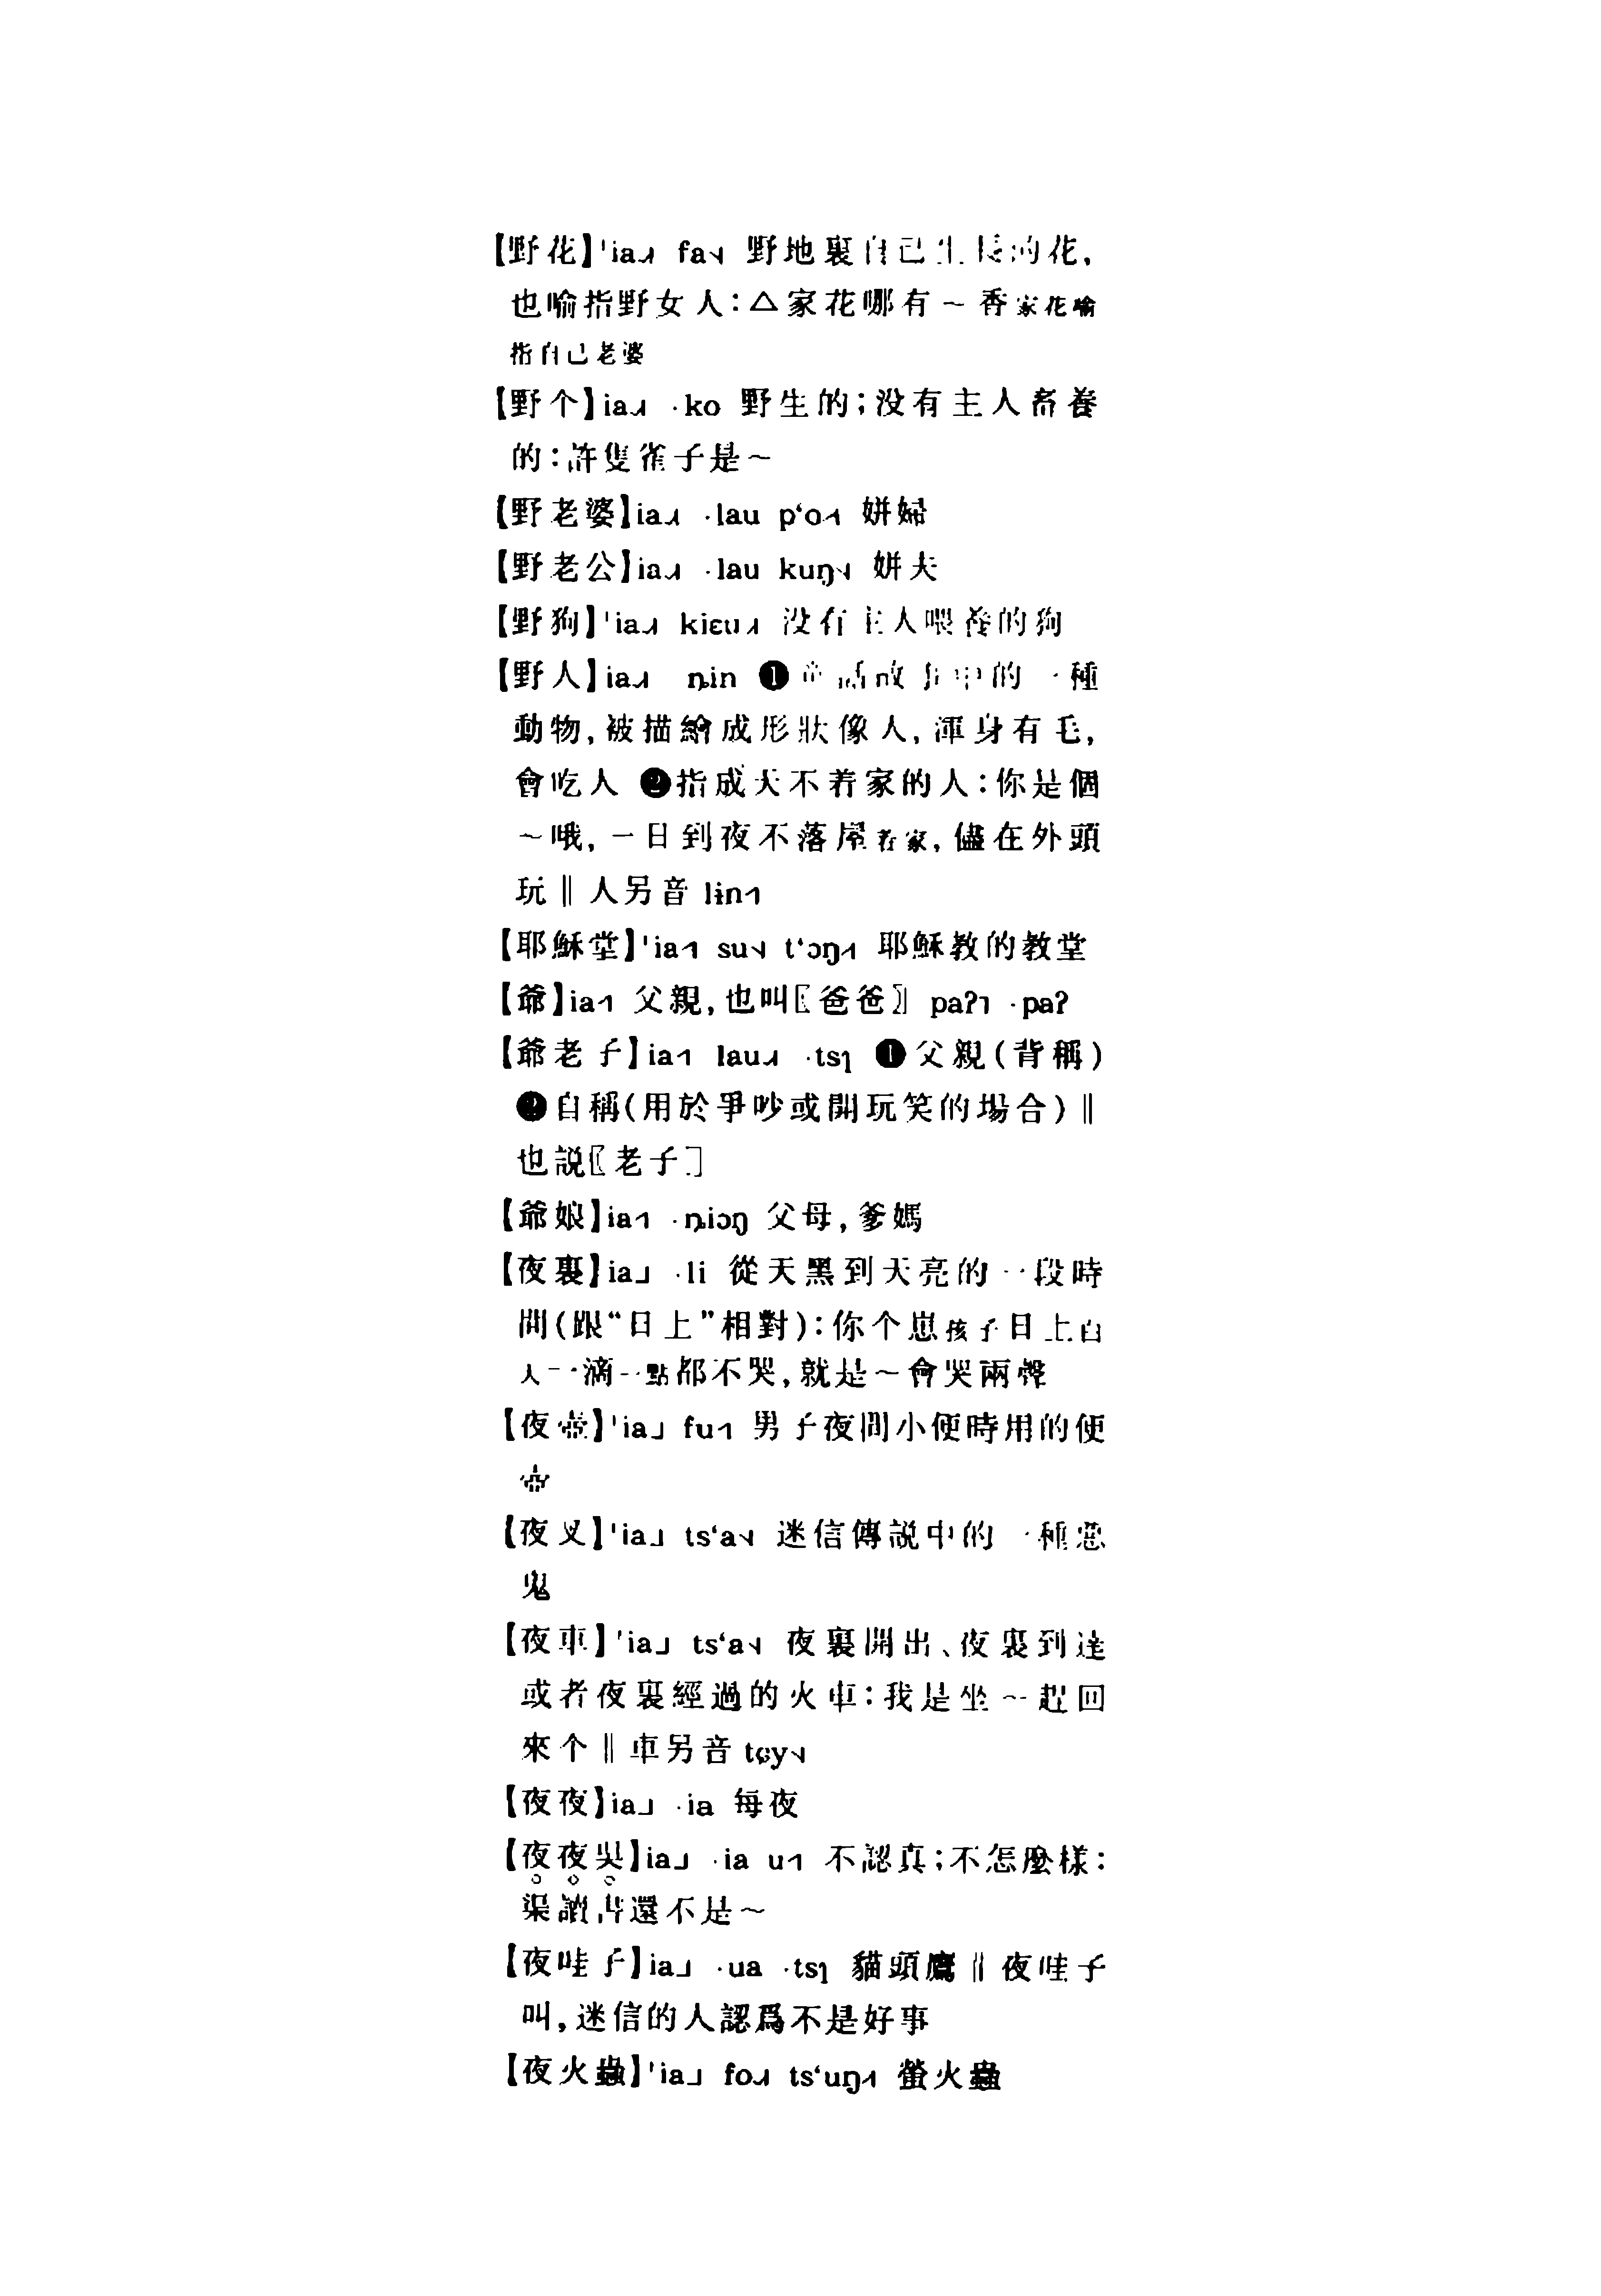 【野花】ˈia˩˧ fa˧˨ 野地裏自己生長的花，
也喻指野女人：△家花哪有～香家花喻
指自己老婆
【野个】ia˩˧ ·ko 野生的；没有主人畜養
的：許隻雀子是～
【野老婆】ia˩˧ ·lau pʻo˨˦ 姘婦
【野老公】ia˩˧ ·lau kuŋ˧˨ 姘夫
【野狗】ˈia˩˧ kiɛu˩˧ 没有主人喂養的狗
【野人】ia˩˧ ȵin ❶童話故事中的一種
動物，被描繪成形狀像人，渾身有毛，
會吃人 ❷指成天不着家的人：你是個
～哦，一日到夜不落屋着家，儘在外頭
玩‖人另音 lin˧˥
【耶穌堂】ˈia˧˥ su˧˨ tʻɔŋ˨˦ 耶穌教的教堂
【爺】ia˧˥ 父親，也叫〖爸爸〗 paʔ˥ ·paʔ
【爺老子】ia˧˥ lau˩˧ ·tsʅ ❶父親（背稱）
❷自稱（用於爭吵或開玩笑的場合）‖
也説〖老子〗
【爺娘】ia˧˥ ·ȵiɔŋ 父母，爹媽
【夜裏】ia˩ ·li 從天黑到天亮的一段時
間（跟“日上”相對）：你个崽孩子日上白
天一滴一點都不哭，就是～會哭兩聲
【夜壺】ˈia˩ fu˧˥ 男子夜間小便時用的便
壺
【夜叉】ˈia˩ tsʻa˧˨ 迷信傳説中的一種惡
鬼
【夜車】ˈia˩ tsʻa˧˨ 夜裏開出、夜裏到達
或者夜裏經過的火車：我是坐～趕回
來个‖車另音 tɕy˧˨
【夜夜】ia˩ ·ia 每夜
【夜夜吳】ia˩ ·ia u˧˥ 不認真；不怎麼樣：
渠讀書還不是～
【夜哇子】ia˩ ·ua ·tsʅ 貓頭鷹‖夜哇子
叫，迷信的人認爲不是好事
【夜火蟲】ˈia˩ fo˩˧ tsʻuŋ˨˦ 螢火蟲